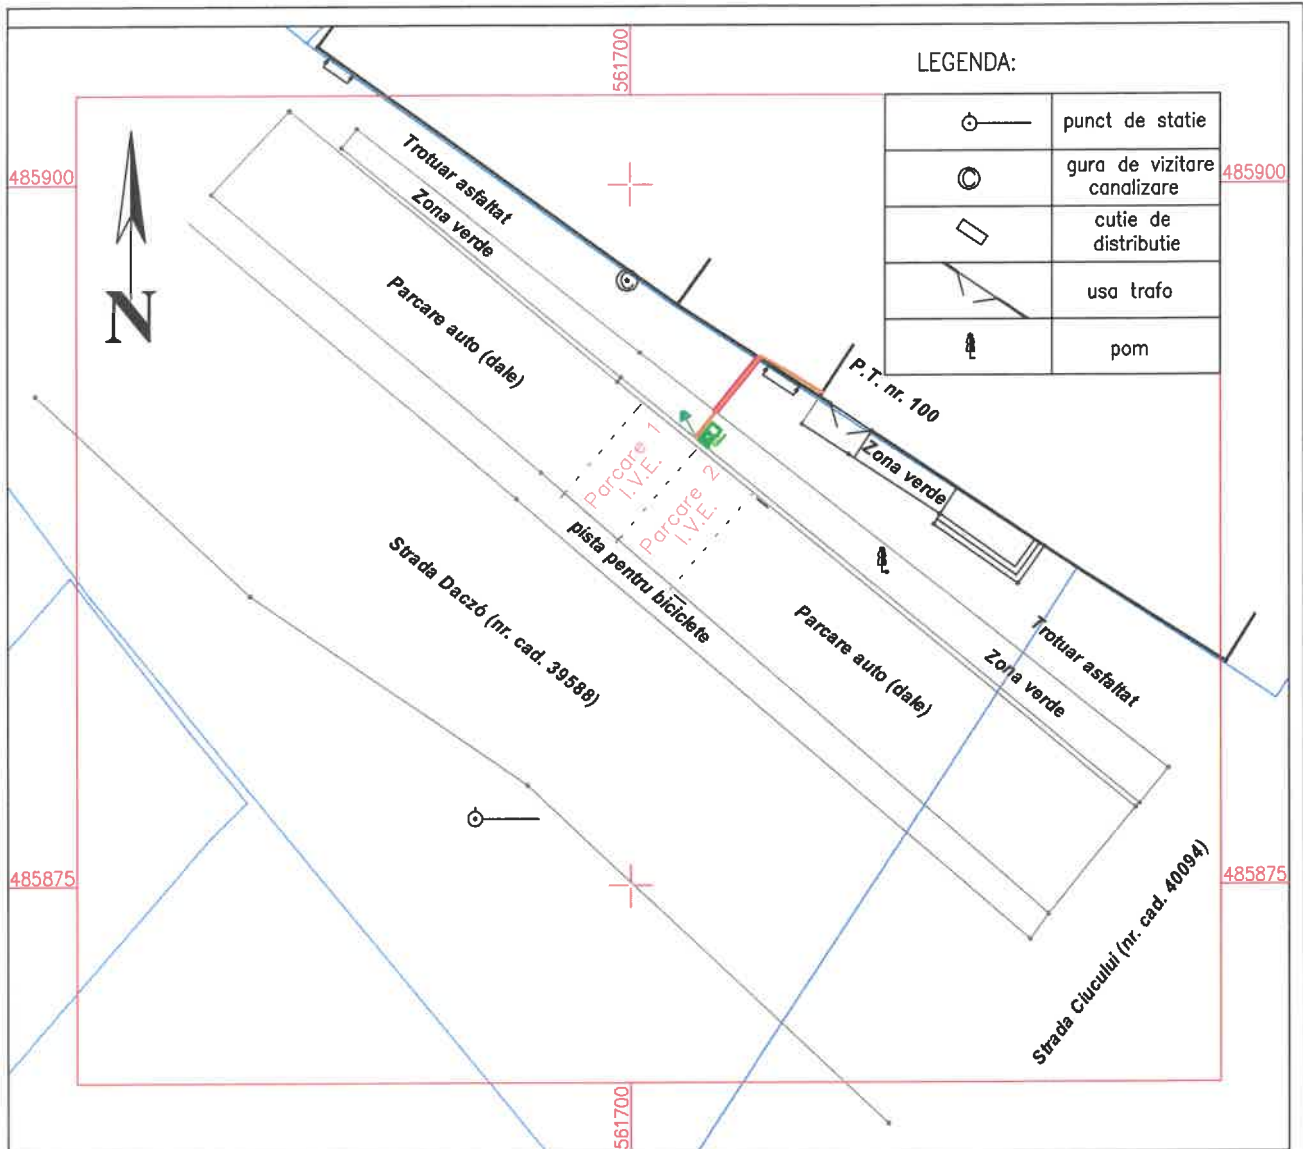 561700
LEGENDA:
punct de statie
gura de vizitare
canalizare
cutie de
distributie
usa trafo
pom
485900
485900
N
Trotuar asfaltat
Zona verde
Parcare auto (dale)
P.T. nr. 100
Zona verde
Parcare 1
I.V.E.
Parcare 2
I.V.E.
pista pentru biciclete
Strada Daczó (nr. cad. 39588)
Parcare auto (dale)
Trotuar asfaltat
Zona verde
Strada Ciucului (nr. cad. 40094)
485875
485875
561700